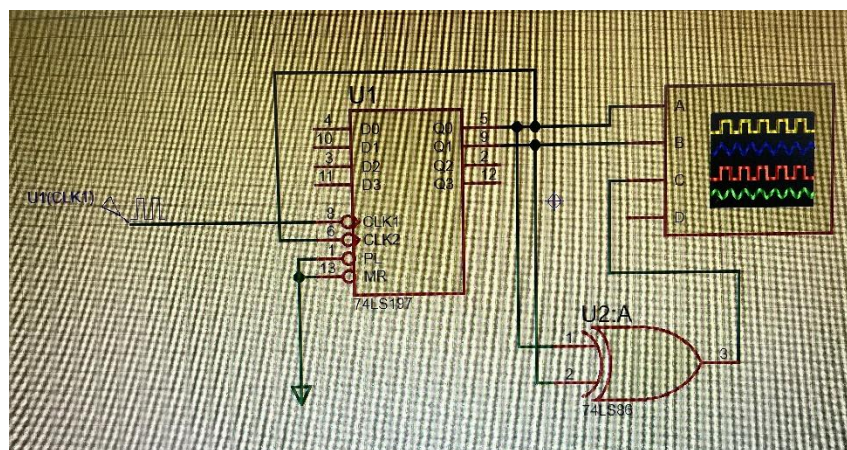 U1
4 D0 Q0 5
10 D1 Q1 9
3 D2 Q2 2
11 D3 Q3 12
U1(CLK1)
8 CLK1
6 CLK2
1 PL
13 MR
74LS197
A
B
C
D
U2:A
1
2
3
74LS86